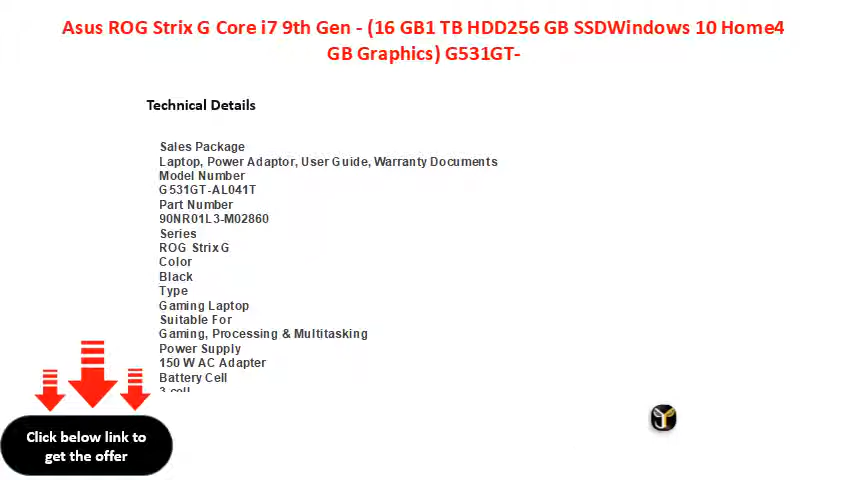 Asus ROG Strix G Core i7 9th Gen - (16 GB1 TB HDD256 GB SSDWindows 10 Home4
GB Graphics) G531GT-
Technical Details
Sales Package
Laptop, Power Adaptor, User Guide, Warranty Documents
Model Number
G531GT-AL041T
Part Number
90NR01L3-M02860
Series
ROG Strix G
Color
Black
Type
Gaming Laptop
Suitable For
Gaming, Processing & Multitasking
Power Supply
150 W AC Adapter
Battery Cell
3 cell
Click below link to
get the offer